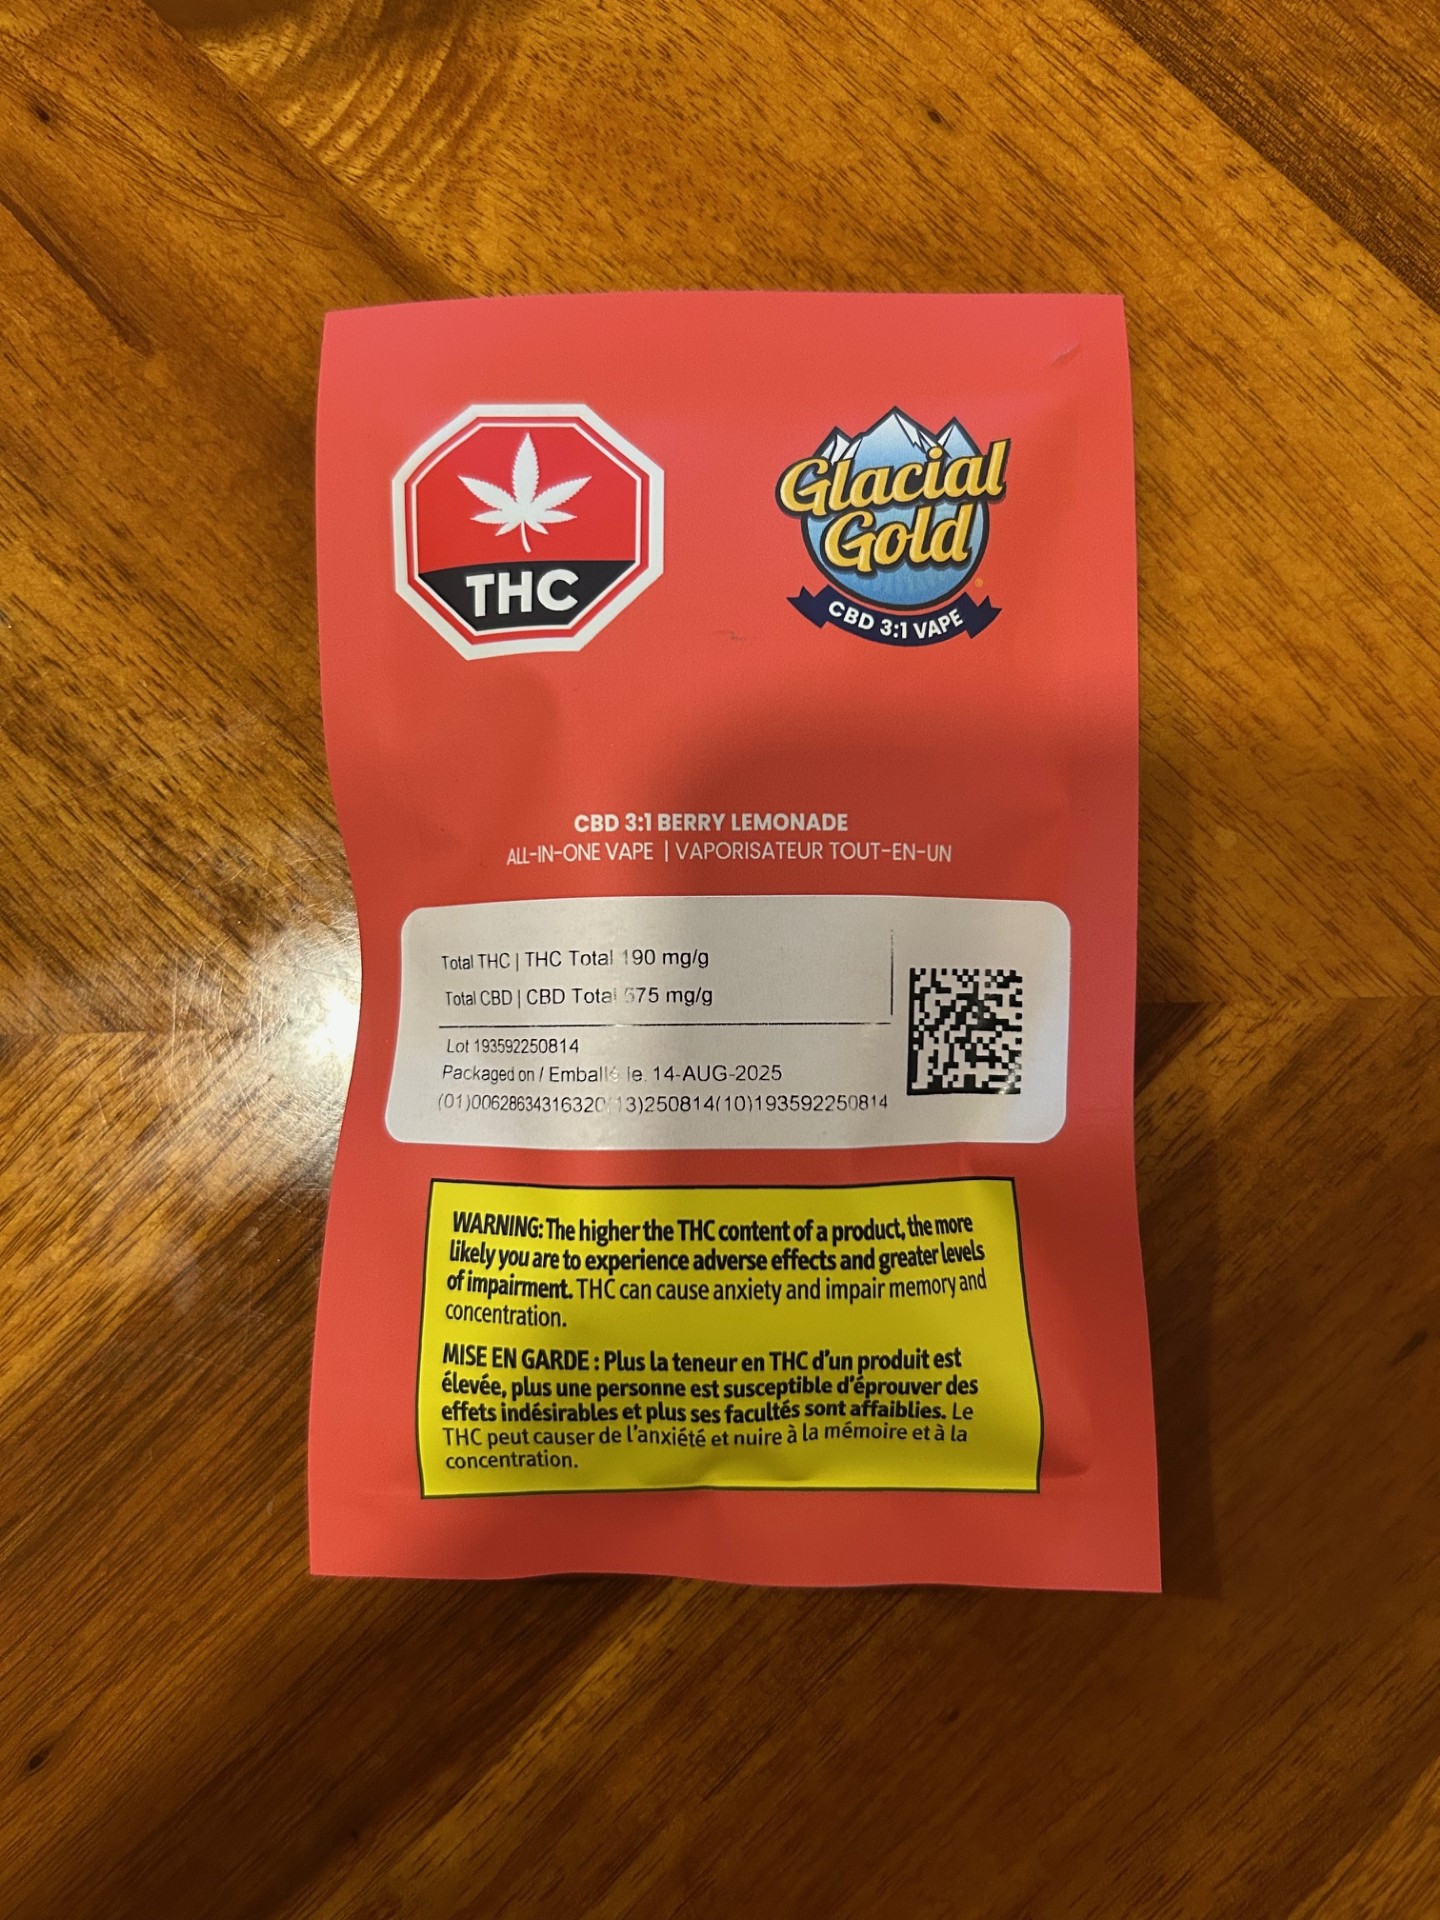 THC
Glacial
Gold
CBD 3:1 VAPE
CBD 3:1 BERRY LEMONADE
ALL-IN-ONE VAPE | VAPORISATEUR TOUT-EN-UN
Total THC | THC Total 190 mg/g
Total CBD | CBD Total 575 mg/g
Lot 193592250814
Packaged on / Emballé le: 14-AUG-2025
(01)00628634316320(13)250814(10)193592250814
WARNING: The higher the THC content of a product, the more
likely you are to experience adverse effects and greater levels
of impairment. THC can cause anxiety and impair memory and
concentration.
MISE EN GARDE : Plus la teneur en THC d'un produit est
élevée, plus une personne est susceptible d'éprouver des
effets indésirables et plus ses facultés sont affaiblies. Le
THC peut causer de l'anxiété et nuire à la mémoire et à la
concentration.